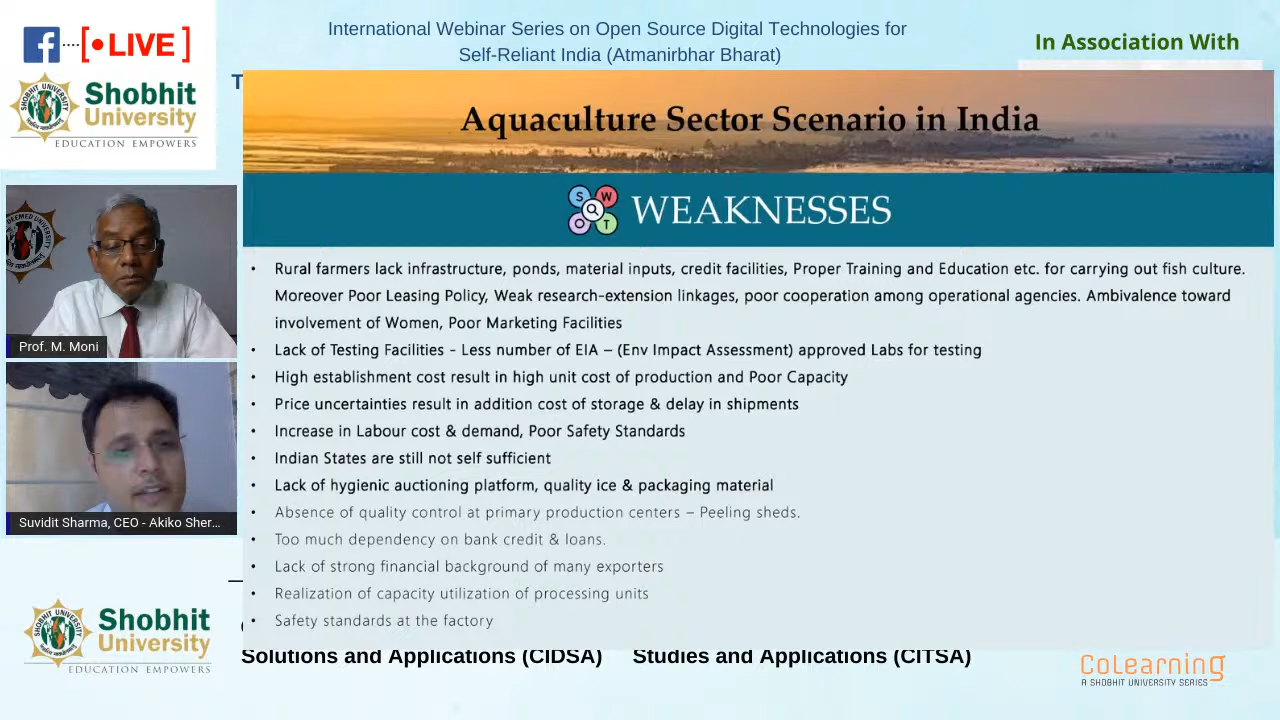 LIVE
International Webinar Series on Open Source Digital Technologies for
Self-Reliant India (Atmanirbhar Bharat)
In Association With
SHOBHIT UNIVERSITY
Shobhit
University
EDUCATION EMPOWERS
T
Aquaculture Sector Scenario in India
S W O T
WEAKNESSES
• Rural farmers lack infrastructure, ponds, material inputs, credit facilities, Proper Training and Education etc. for carrying out fish culture.
Moreover Poor Leasing Policy, Weak research-extension linkages, poor cooperation among operational agencies. Ambivalence toward
involvement of Women, Poor Marketing Facilities
• Lack of Testing Facilities - Less number of EIA – (Env Impact Assessment) approved Labs for testing
• High establishment cost result in high unit cost of production and Poor Capacity
• Price uncertainties result in addition cost of storage & delay in shipments
• Increase in Labour cost & demand, Poor Safety Standards
• Indian States are still not self sufficient
• Lack of hygienic auctioning platform, quality ice & packaging material
• Absence of quality control at primary production centers – Peeling sheds.
• Too much dependency on bank credit & loans.
• Lack of strong financial background of many exporters
• Realization of capacity utilization of processing units
• Safety standards at the factory
Prof. M. Moni
Suvidit Sharma, CEO - Akiko Sher...
SHOBHIT UNIVERSITY
Shobhit
University
EDUCATION EMPOWERS
Solutions and Applications (CIDSA) Studies and Applications (CITSA)
CoLearning
A SHOBHIT UNIVERSITY SERIES